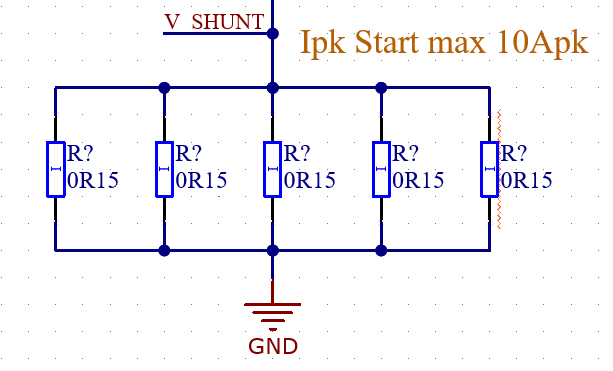 V_SHUNT
Ipk Start max 10Apk
R? R? R? R? R?
0R15 0R15 0R15 0R15 0R15
GND